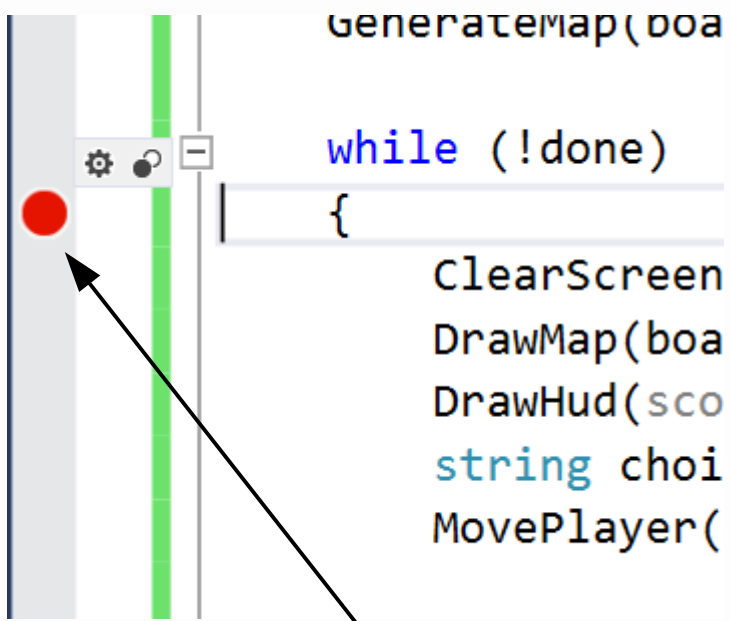 GenerateMap(boa
while (!done)
{
ClearScreen
DrawMap(boa
DrawHud(sco
string choi
MovePlayer(